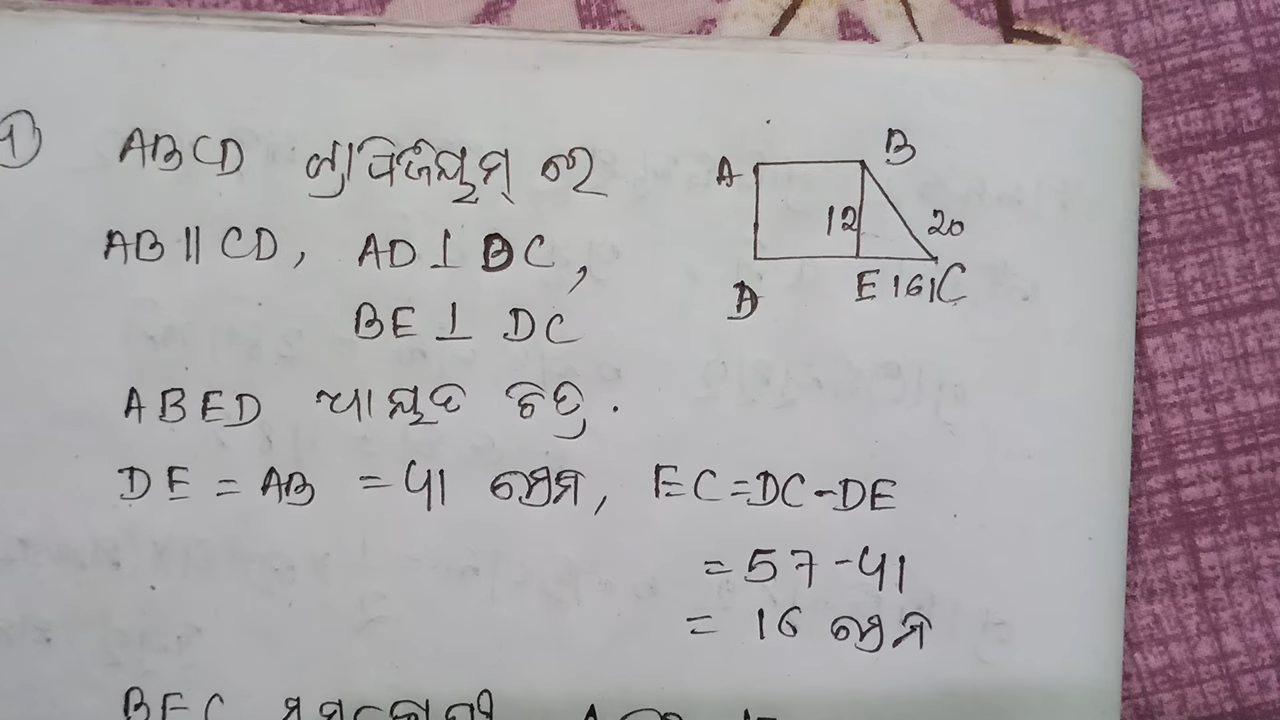 1) ABCD ଟ୍ରାପିଜିୟମ୍ ରେ
AB || CD, AD ⊥ DC,
BE ⊥ DC
A B
12 20
D E 16 C
ABED ଆୟତ ଚିତ୍ର.
DE = AB = 41 ସେମି, EC = DC - DE
= 57 - 41
= 16 ସେମି
BEC